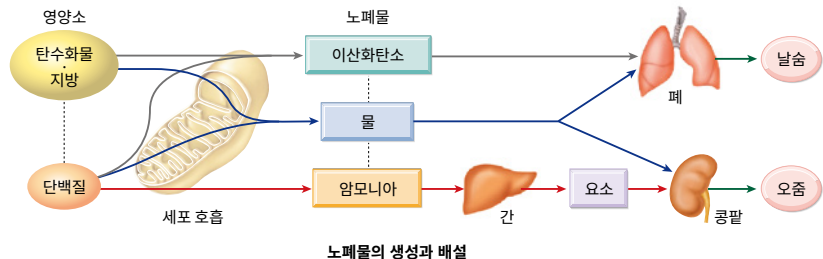 영양소
노폐물
탄수화물
·
지방
이산화탄소
날숨
폐
물
단백질
암모니아
요소
오줌
세포 호흡
간
콩팥
노폐물의 생성과 배설